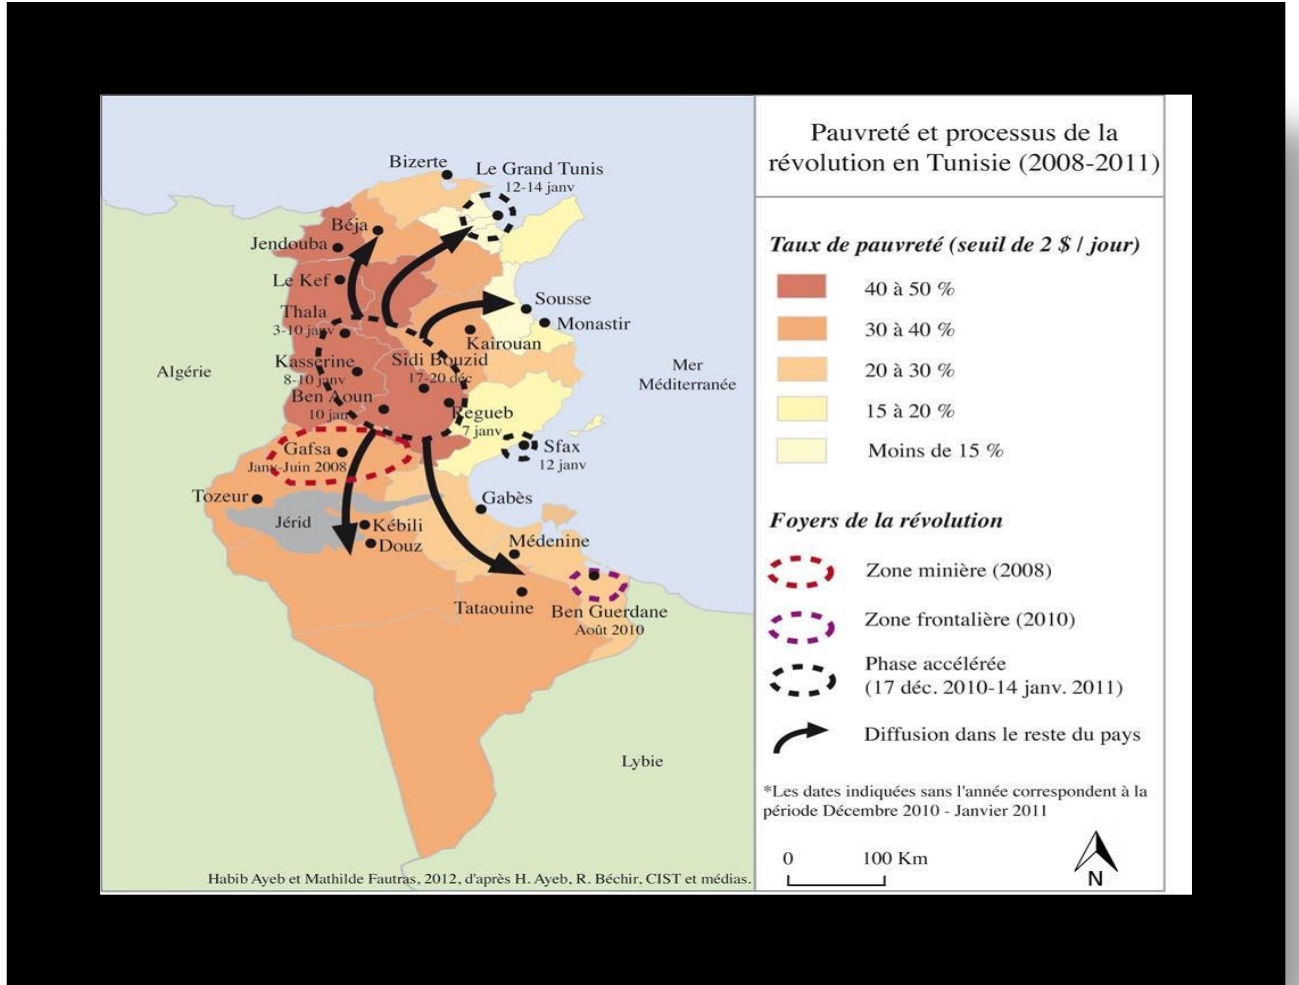 Pauvreté et processus de la
révolution en Tunisie (2008-2011)
Bizerte
Le Grand Tunis
12-14 janv
Béja
Jendouba
Le Kef
Thala
3-10 janv
Sousse
Monastir
Kairouan
Kasserine
8-10 janv
Sidi Bouzid
17-20 déc
Algérie
Mer
Méditerranée
Ben Aoun
10 jan
Regueb
7 janv
Gafsa
Janv-Juin 2008
Sfax
12 janv
Tozeur
Jérid
Gabès
Kébili
Douz
Médenine
Tataouine
Ben Guerdane
Août 2010
Lybie
Habib Ayeb et Mathilde Fautras, 2012, d'après H. Ayeb, R. Béchir, CIST et médias.
Taux de pauvreté (seuil de 2 $ / jour)
40 à 50 %
30 à 40 %
20 à 30 %
15 à 20 %
Moins de 15 %
Foyers de la révolution
Zone minière (2008)
Zone frontalière (2010)
Phase accélérée
(17 déc. 2010-14 janv. 2011)
Diffusion dans le reste du pays
*Les dates indiquées sans l'année correspondent à la
période Décembre 2010 - Janvier 2011
0 100 Km
N